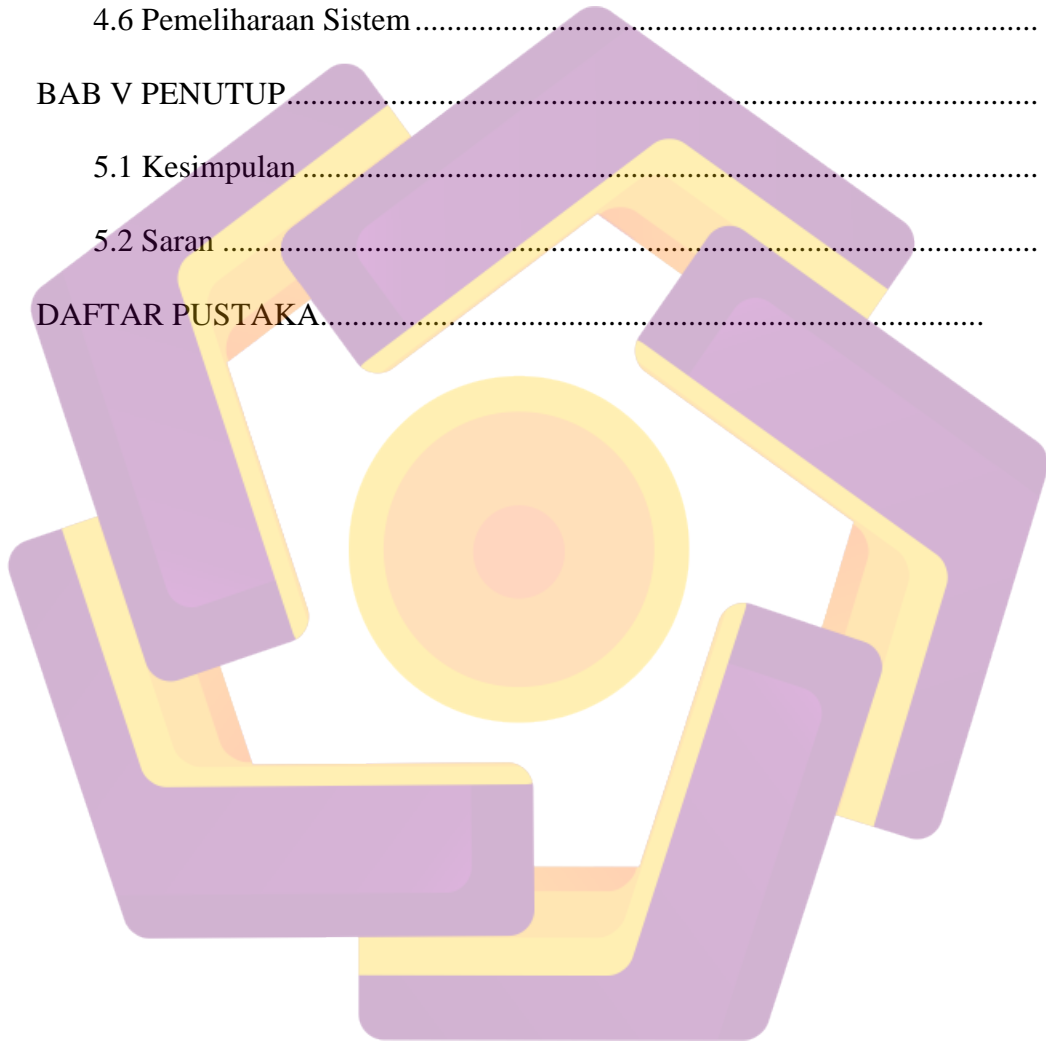 4.6 Pemeliharaan Sistem..............................................................................
BAB V PENUTUP..............................................................................................
5.1 Kesimpulan ............................................................................................
5.2 Saran ......................................................................................................
DAFTAR PUSTAKA...................................................................................